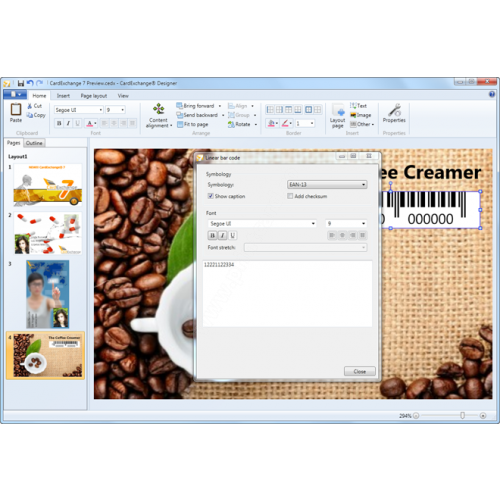 CardExchange 7 Preview.cedx - CardExchange® Designer
Home Insert Page layout View
Paste
Cut
Copy
Clipboard
Segoe UI 9
B I U A
Font
Content alignment
Bring forward
Send backward
Fit to page
Align
Group
Rotate
Arrange
1
Border
Layout page
Text
Image
Other
Insert
Properties
Properties
Pages Outline
Layout1
1
2
3
4
The Coffee Creamer
Linear bar code
Symbology
Symbology: EAN-13
Show caption Add checksum
Font
Segoe UI 9
B I U
Font stretch:
12221122334
Close
ee Creamer
0 000000
294%